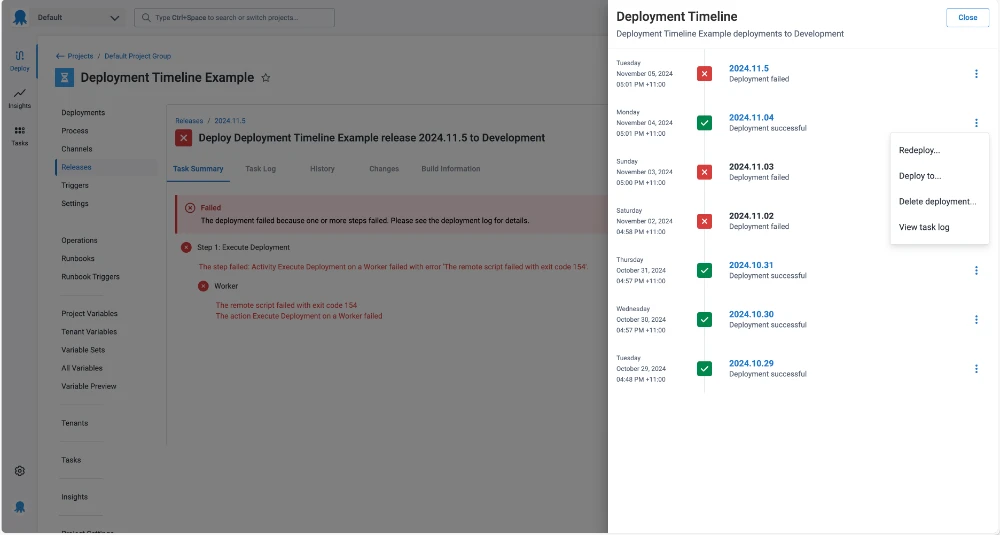 Default
Type Ctrl+Space to search or switch projects...
Deploy
Insights
Tasks
← Projects / Default Project Group
Deployment Timeline Example
Deployments
Process
Channels
Releases
Triggers
Settings
Operations
Runbooks
Runbook Triggers
Project Variables
Tenant Variables
Variable Sets
All Variables
Variable Preview
Tenants
Tasks
Insights
Project Settings
Releases / 2024.11.5
Deploy Deployment Timeline Example release 2024.11.5 to Development
Task Summary Task Log History Changes Build Information
Failed
The deployment failed because one or more steps failed. Please see the deployment log for details.
Step 1: Execute Deployment
The step failed: Activity Execute Deployment on a Worker failed with error 'The remote script failed with exit code 154'.
Worker
The remote script failed with exit code 154
The action Execute Deployment on a Worker failed
Deployment Timeline
Close
Deployment Timeline Example deployments to Development
Tuesday
November 05, 2024
05:01 PM +11:00
2024.11.5
Deployment failed
Monday
November 04, 2024
05:01 PM +11:00
2024.11.04
Deployment successful
Sunday
November 03, 2024
05:00 PM +11:00
2024.11.03
Deployment failed
Saturday
November 02, 2024
04:58 PM +11:00
2024.11.02
Deployment failed
Thursday
October 31, 2024
04:57 PM +11:00
2024.10.31
Deployment successful
Wednesday
October 30, 2024
04:57 PM +11:00
2024.10.30
Deployment successful
Tuesday
October 29, 2024
04:48 PM +11:00
2024.10.29
Deployment successful
Redeploy...
Deploy to...
Delete deployment...
View task log